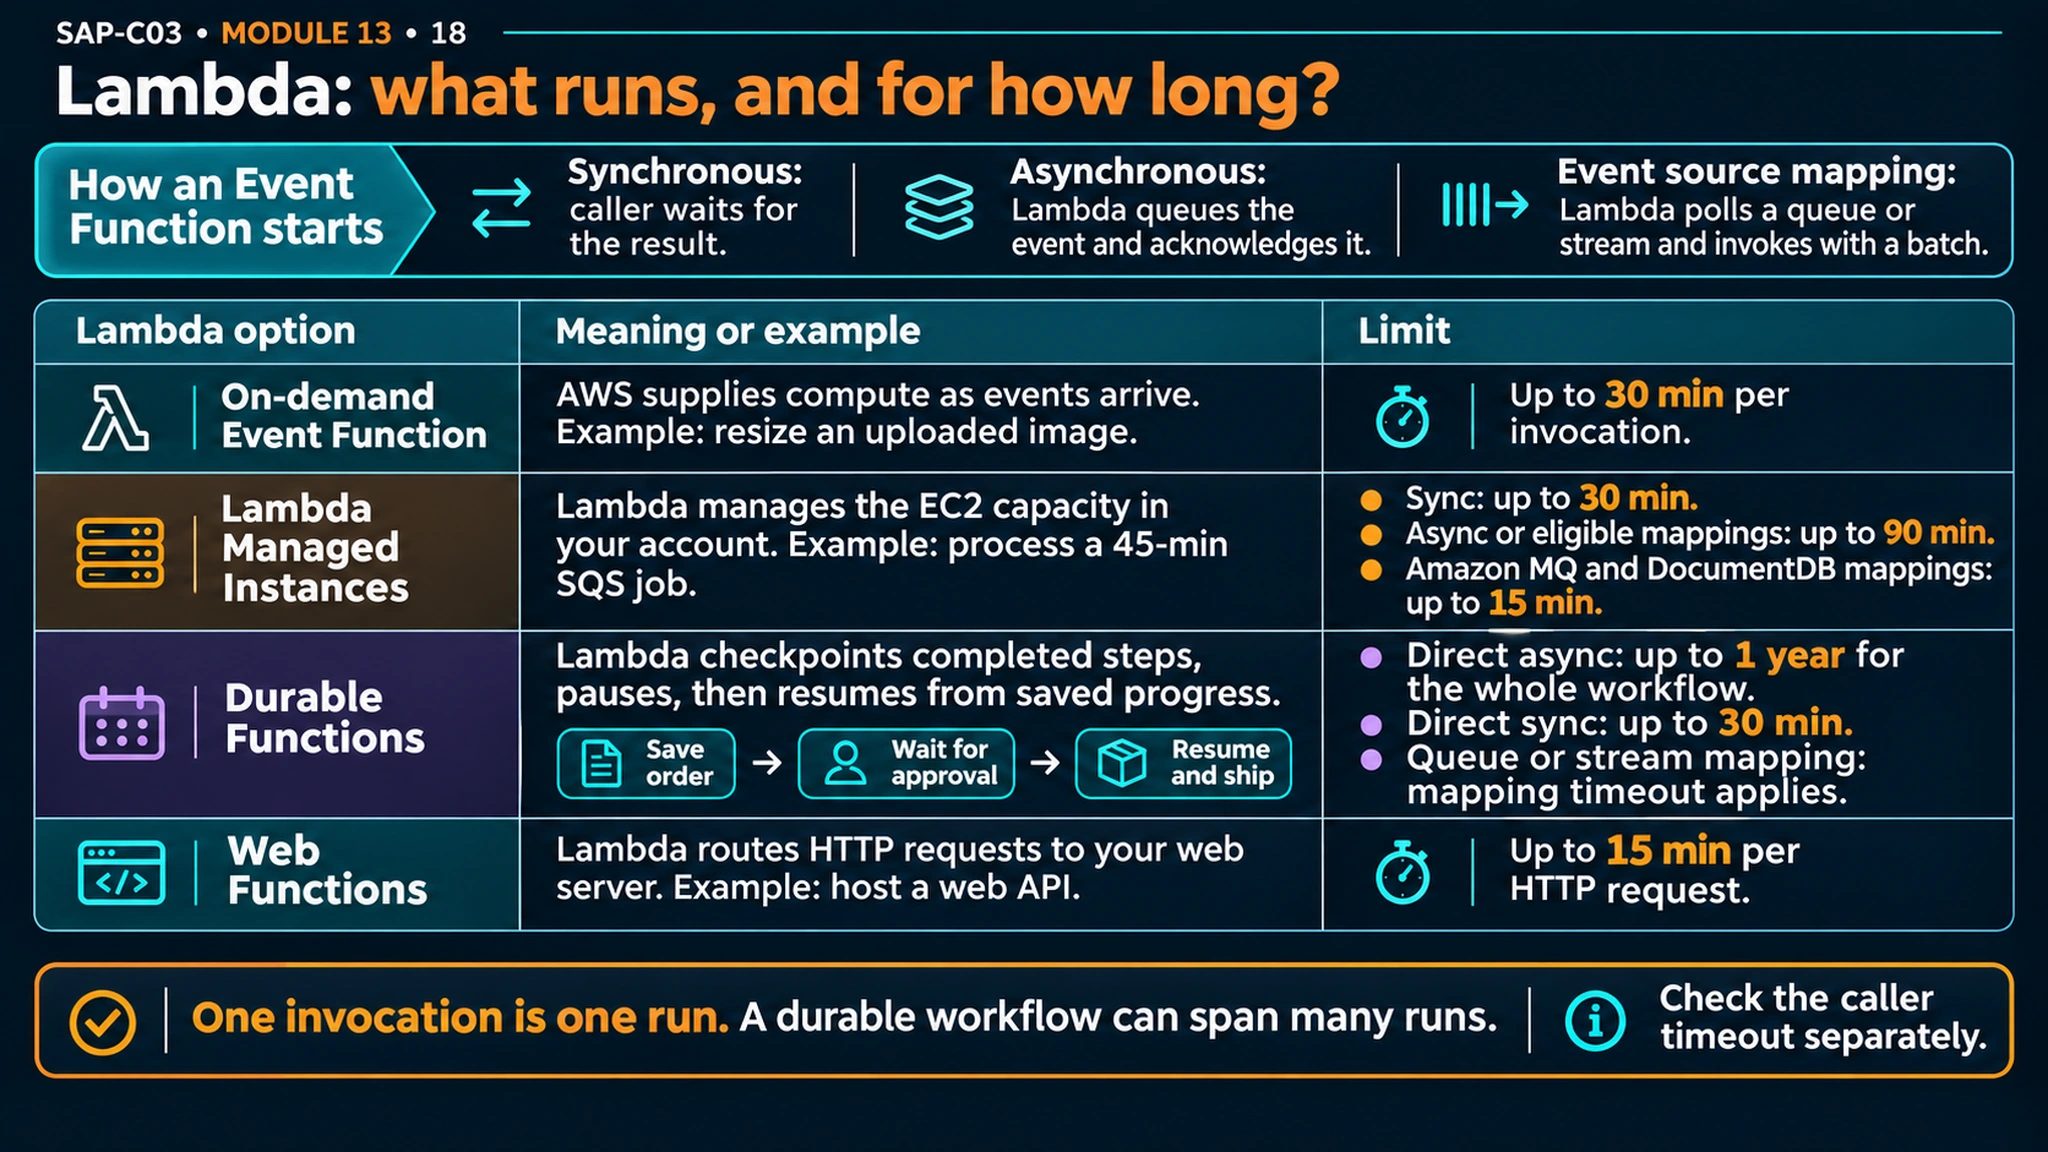 SAP-C03 • MODULE 13 • 18
Lambda: what runs, and for how long?
How an Event
Function starts
Synchronous:
caller waits for
the result.
Asynchronous:
Lambda queues the
event and acknowledges it.
Event source mapping:
Lambda polls a queue or
stream and invokes with a batch.
Lambda option
Meaning or example
Limit
On-demand
Event Function
AWS supplies compute as events arrive.
Example: resize an uploaded image.
Up to 30 min per
invocation.
Lambda
Managed
Instances
Lambda manages the EC2 capacity in
your account. Example: process a 45-min
SQS job.
Sync: up to 30 min.
Async or eligible mappings: up to 90 min.
Amazon MQ and DocumentDB mappings:
up to 15 min.
Durable
Functions
Lambda checkpoints completed steps,
pauses, then resumes from saved progress.
Save
order
Wait for
approval
Resume
and ship
Direct async: up to 1 year for
the whole workflow.
Direct sync: up to 30 min.
Queue or stream mapping:
mapping timeout applies.
Web
Functions
Lambda routes HTTP requests to your web
server. Example: host a web API.
Up to 15 min per
HTTP request.
One invocation is one run. A durable workflow can span many runs.
Check the caller
timeout separately.